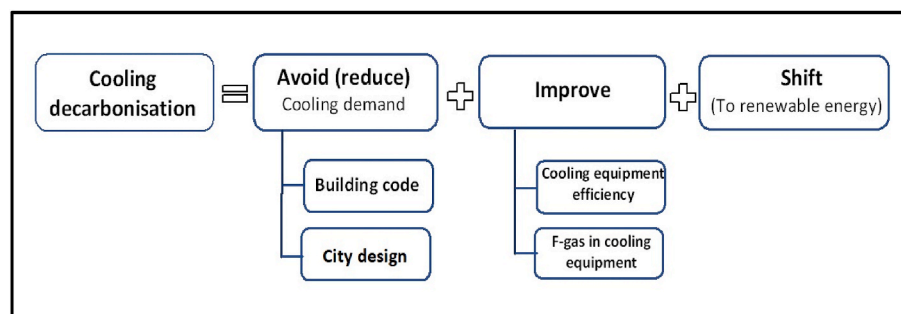 Cooling
decarbonisation
Avoid (reduce)
Cooling demand
Improve
Shift
(To renewable energy)
Building code
City design
Cooling equipment
efficiency
F-gas in cooling
equipment